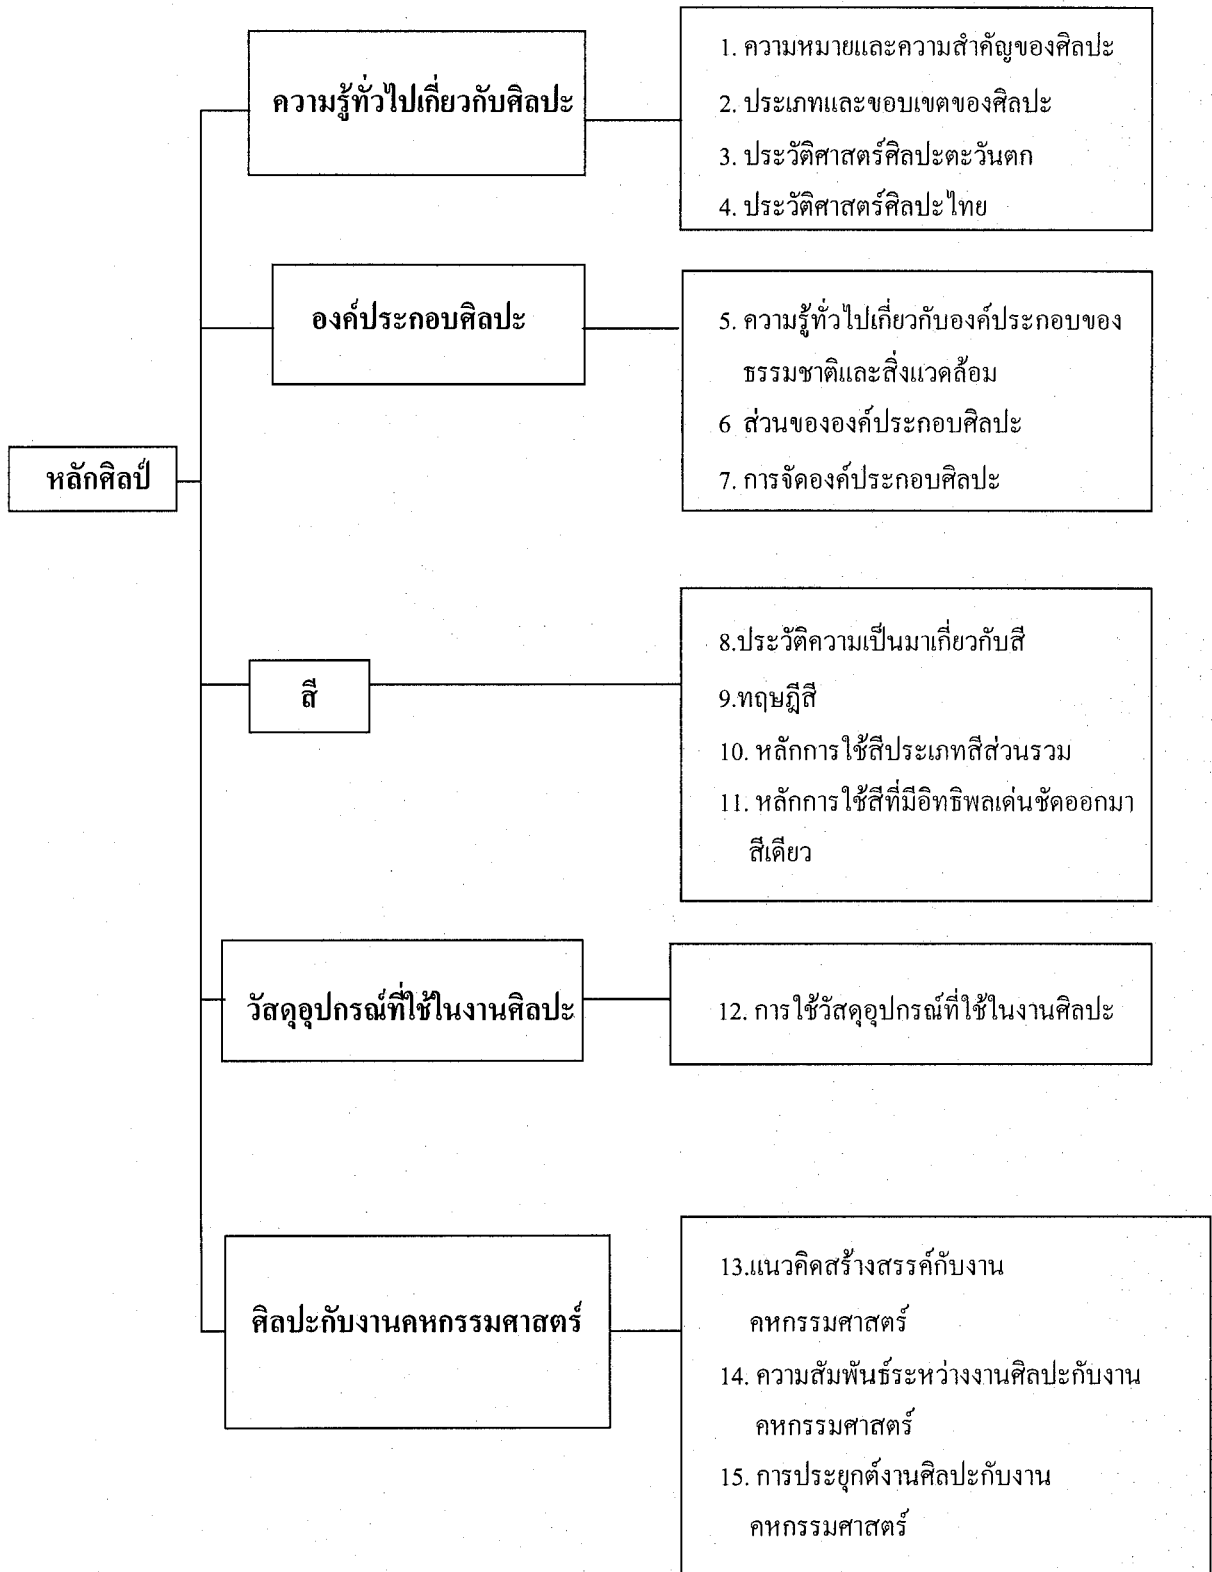 หลักศิลป์
ความรู้ทั่วไปเกี่ยวกับศิลปะ
1. ความหมายและความสำคัญของศิลปะ
2. ประเภทและขอบเขตของศิลปะ
3. ประวัติศาสตร์ศิลปะตะวันตก
4. ประวัติศาสตร์ศิลปะไทย
องค์ประกอบศิลปะ
5. ความรู้ทั่วไปเกี่ยวกับองค์ประกอบของ
ธรรมชาติและสิ่งแวดล้อม
6 ส่วนขององค์ประกอบศิลปะ
7. การจัดองค์ประกอบศิลปะ
สี
8.ประวัติความเป็นมาเกี่ยวกับสี
9.ทฤษฎีสี
10. หลักการใช้สีประเภทสีส่วนรวม
11. หลักการใช้สีที่มีอิทธิพลเด่นชัดออกมา
สีเดียว
วัสดุอุปกรณ์ที่ใช้ในงานศิลปะ
12. การใช้วัสดุอุปกรณ์ที่ใช้ในงานศิลปะ
ศิลปะกับงานคหกรรมศาสตร์
13.แนวคิดสร้างสรรค์กับงาน
คหกรรมศาสตร์
14. ความสัมพันธ์ระหว่างงานศิลปะกับงาน
คหกรรมศาสตร์
15. การประยุกต์งานศิลปะกับงาน
คหกรรมศาสตร์